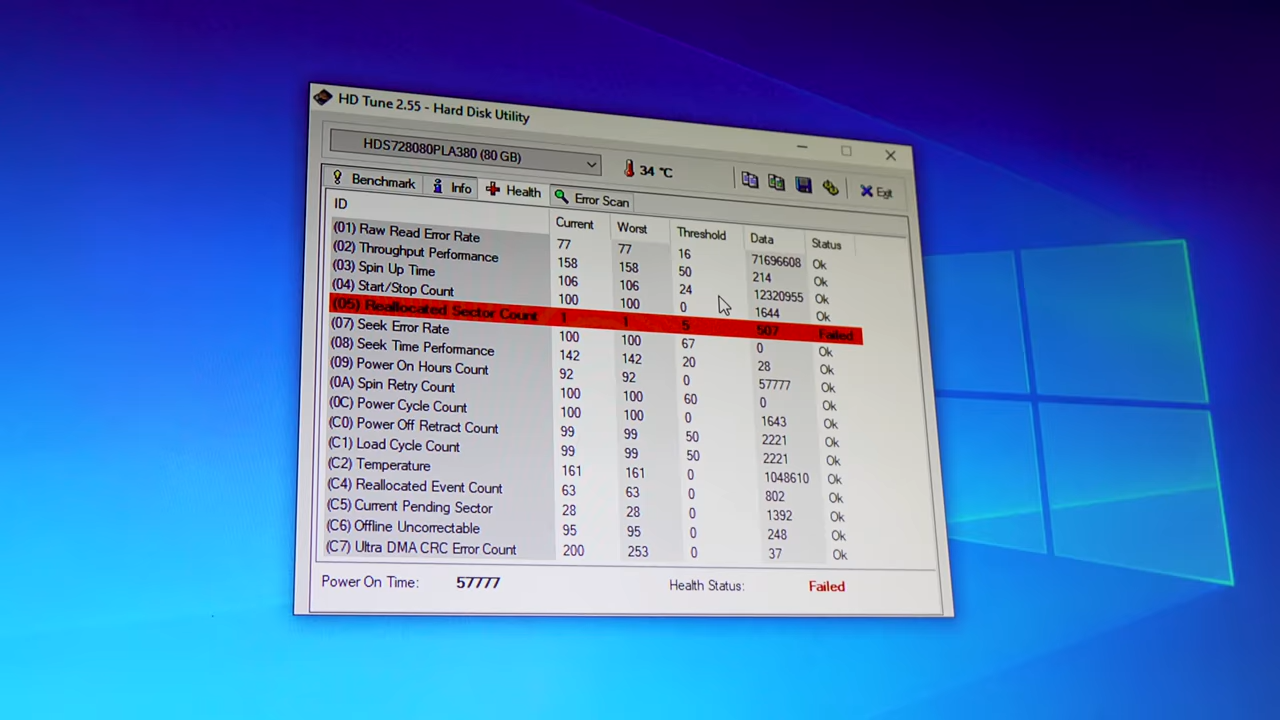 HD Tune 2.55 - Hard Disk Utility
HDS728080PLA380 (80 GB) 34 °C Exit
Benchmark Info Health Error Scan
ID Current Worst Threshold Data Status
(01) Raw Read Error Rate 77 77 16 71696608 Ok
(02) Throughput Performance 158 158 50 214 Ok
(03) Spin Up Time 106 106 24 12320955 Ok
(04) Start/Stop Count 100 100 0 1644 Ok
(05) Reallocated Sector Count 1 1 5 507 Failed
(07) Seek Error Rate 100 100 67 0 Ok
(08) Seek Time Performance 142 142 20 28 Ok
(09) Power On Hours Count 92 92 0 57777 Ok
(0A) Spin Retry Count 100 100 60 0 Ok
(0C) Power Cycle Count 100 100 0 1643 Ok
(C0) Power Off Retract Count 99 99 50 2221 Ok
(C1) Load Cycle Count 99 99 50 2221 Ok
(C2) Temperature 161 161 0 1048610 Ok
(C4) Reallocated Event Count 63 63 0 802 Ok
(C5) Current Pending Sector 28 28 0 1392 Ok
(C6) Offline Uncorrectable 95 95 0 248 Ok
(C7) Ultra DMA CRC Error Count 200 253 0 37 Ok
Power On Time: 57777 Health Status: Failed